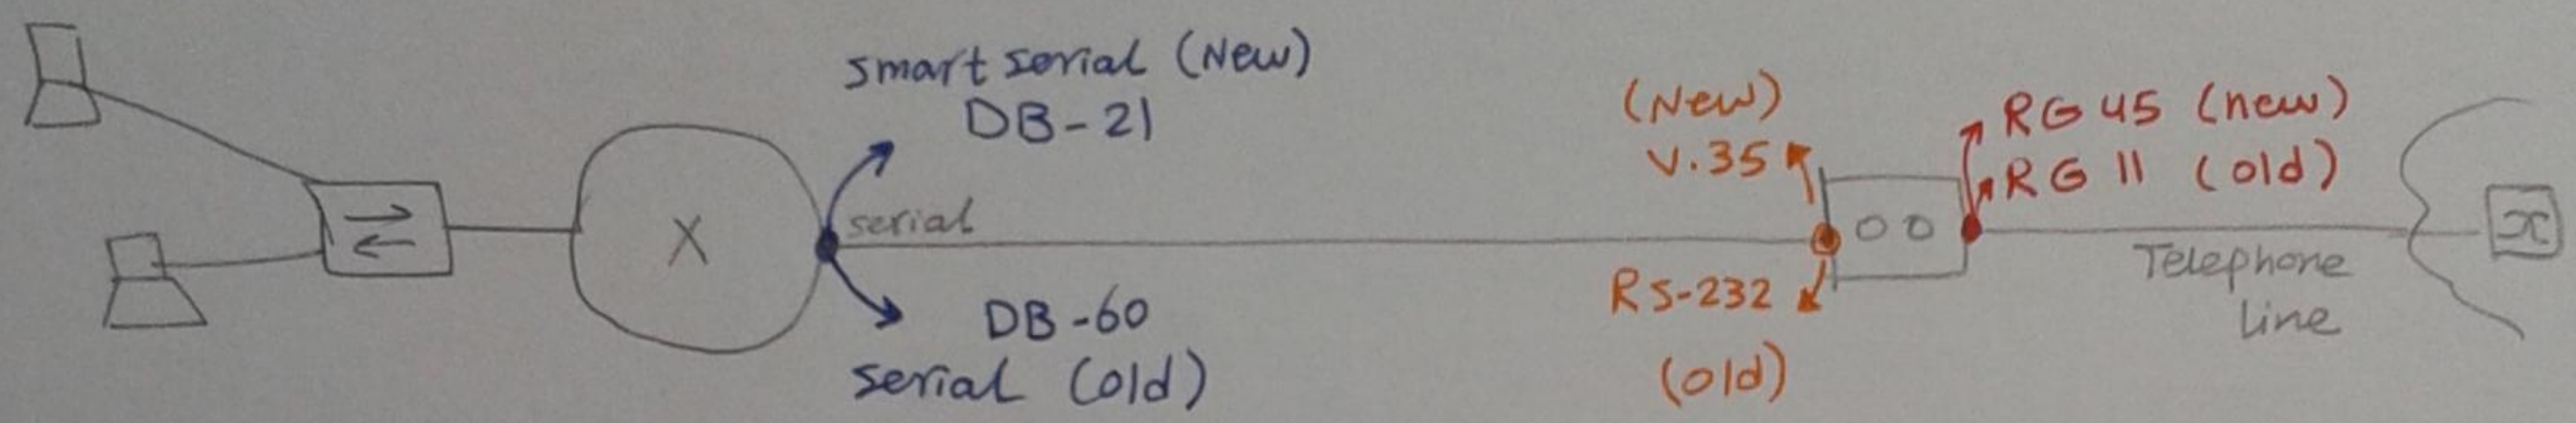 smart serial (New)
DB-21
serial
DB-60
serial (old)
X
(New)
V.35
RS-232
(old)
RG 45 (new)
RG 11 (old)
Telephone
line
x